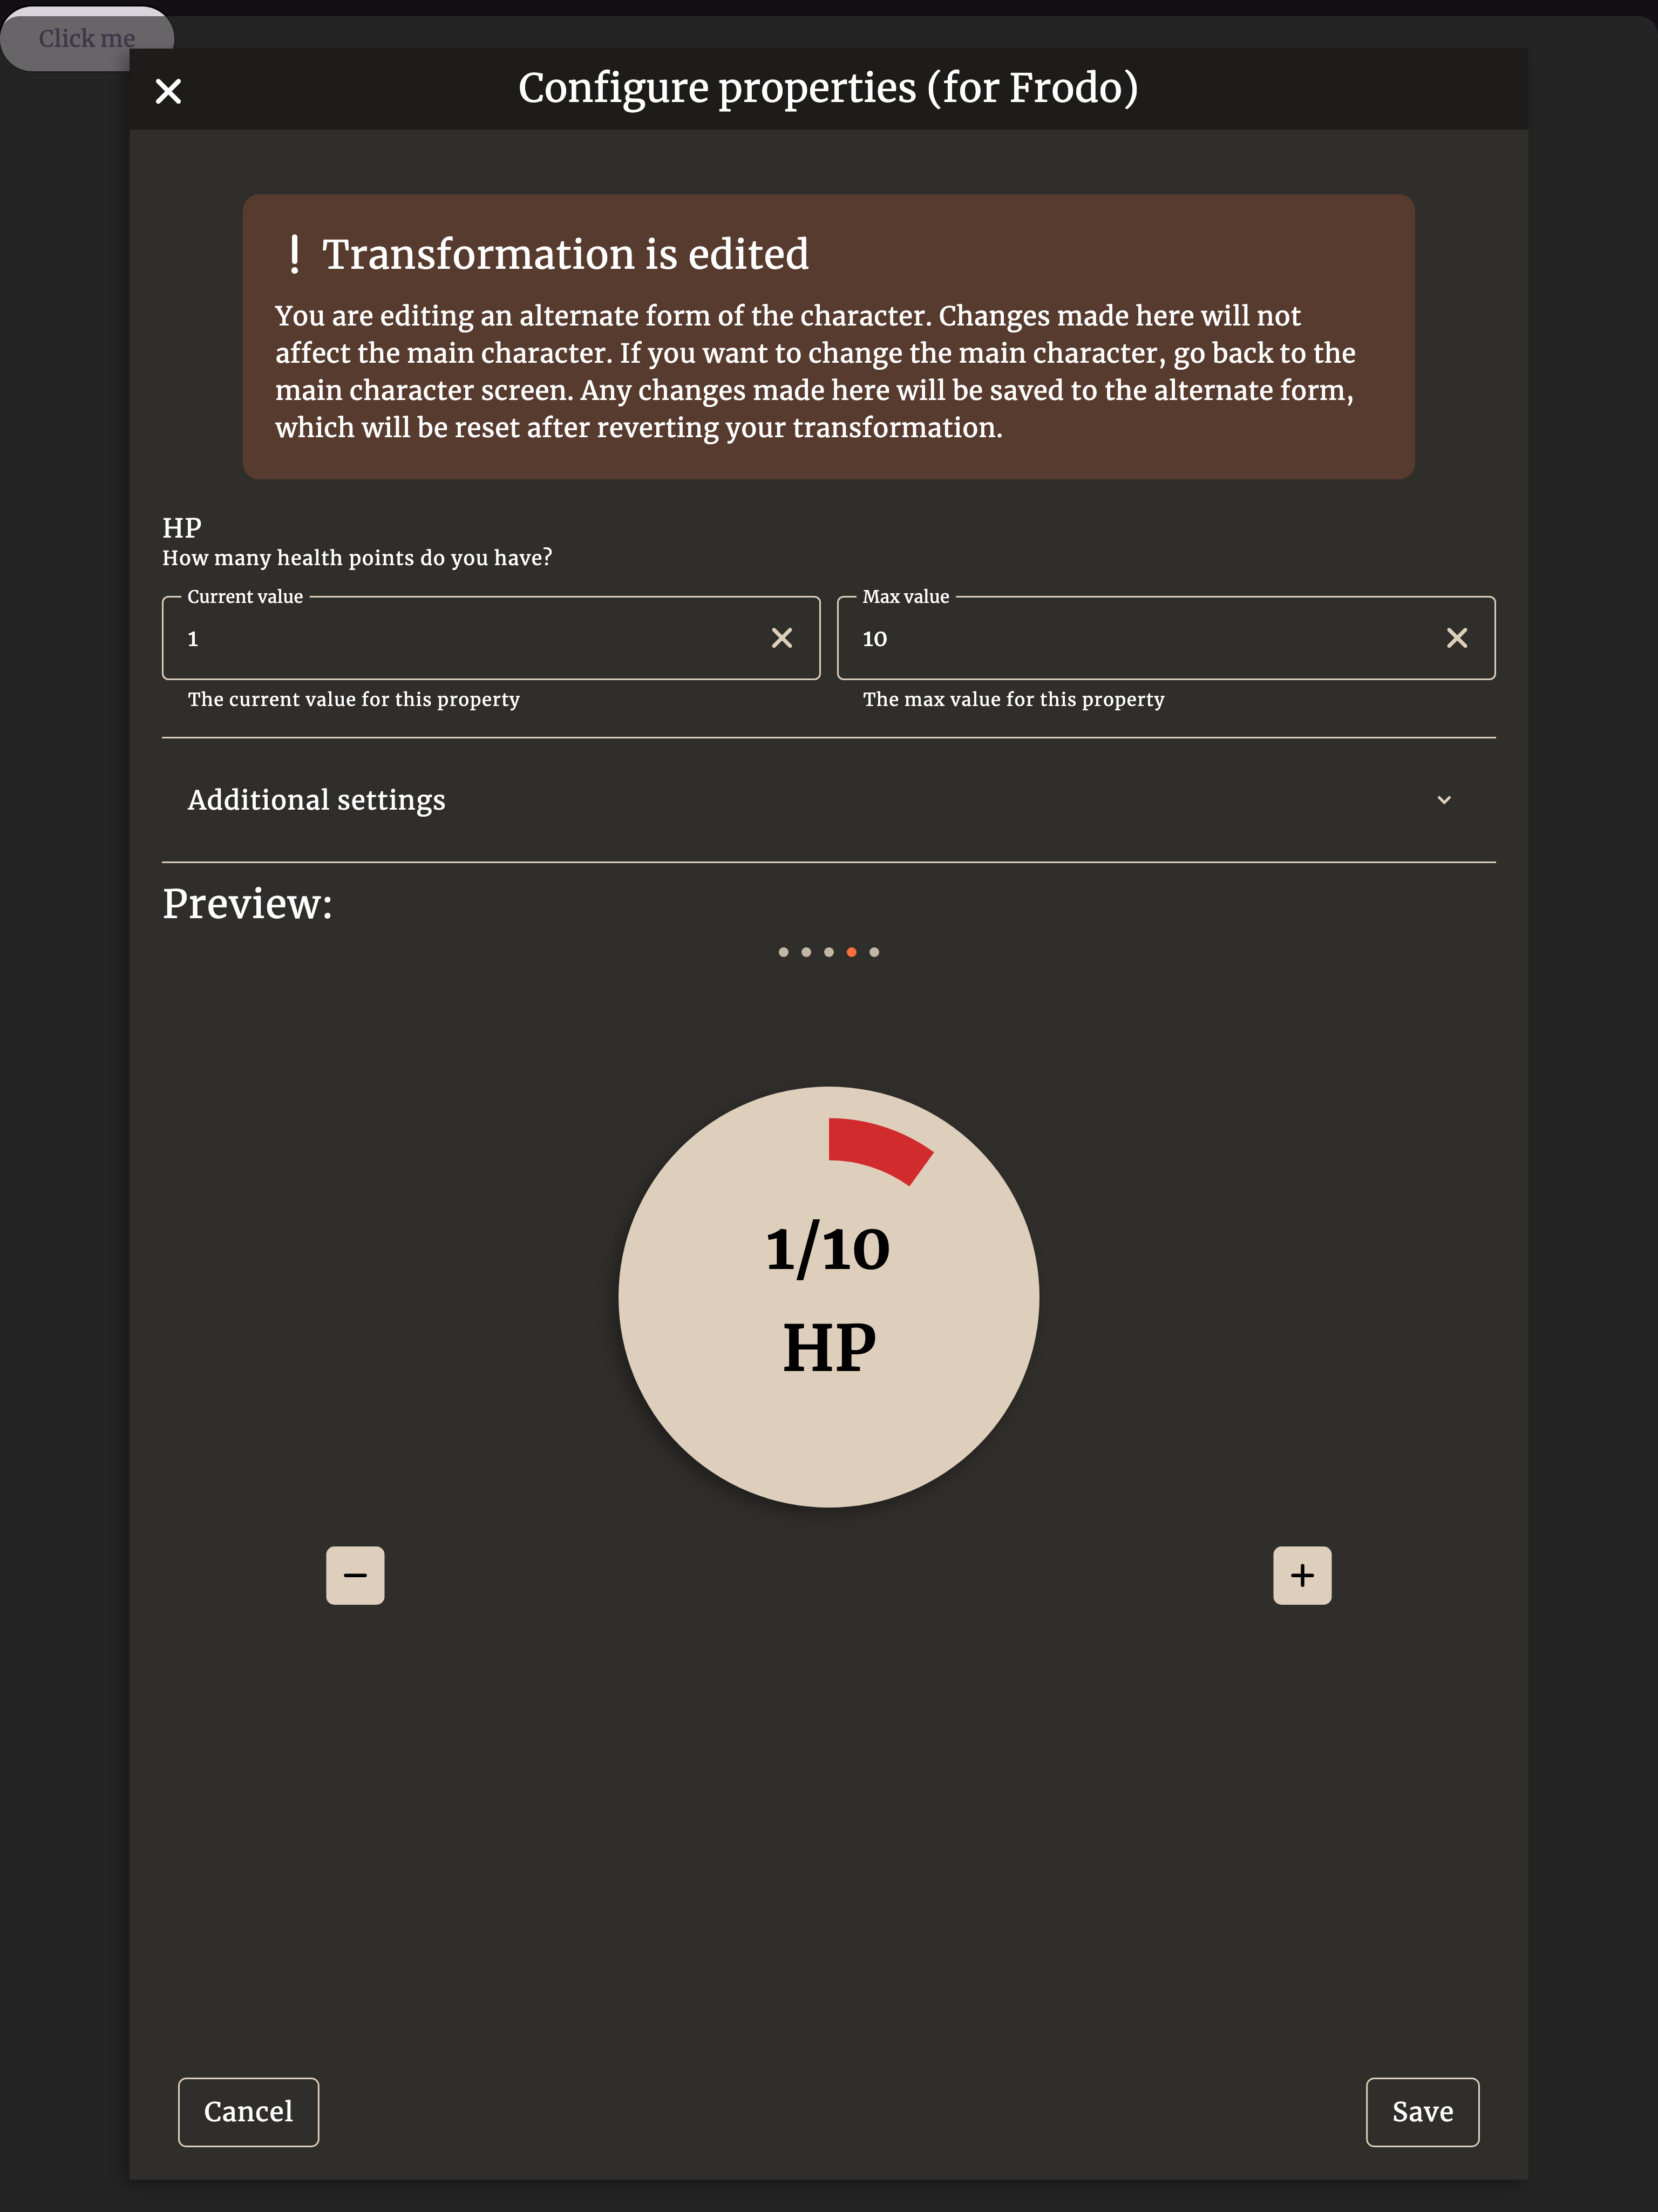 Click me
Configure properties (for Frodo)
! Transformation is edited
You are editing an alternate form of the character. Changes made here will not
affect the main character. If you want to change the main character, go back to the
main character screen. Any changes made here will be saved to the alternate form,
which will be reset after reverting your transformation.
HP
How many health points do you have?
Current value
1
The current value for this property
Max value
10
The max value for this property
Additional settings
Preview:
1/10
HP
Cancel
Save